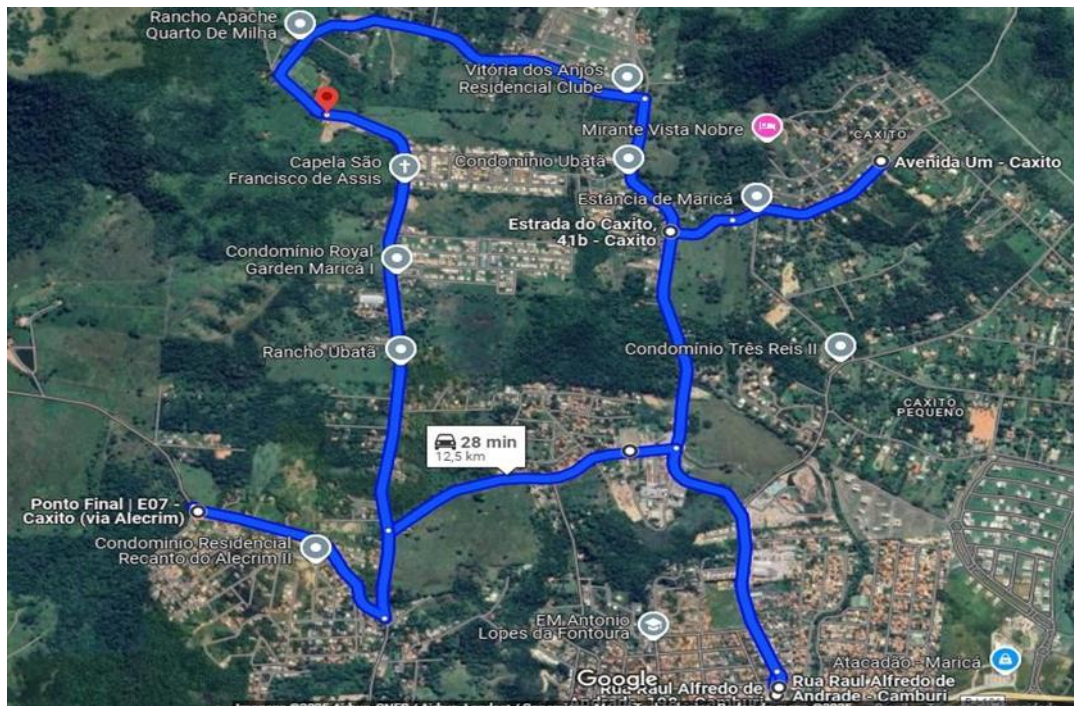 Rancho Apache
Quarto De Milha
Vitória dos Anjos
Residencial Clube
Mirante Vista Nobre
CAXITO
Capela São
Francisco de Assis
Condomínio Ubatã
Avenida Um - Caxito
Estância de Maricá
Estrada do Caxito,
41b - Caxito
Condomínio Royal
Garden Maricá I
Rancho Ubatã
Condomínio Três Reis II
CAXITO
PEQUENO
28 min
12,5 km
Ponto Final | E07 -
Caxito (via Alecrim)
Condomínio Residencial
Recanto do Alecrim II
EM Antonio
Lopes da Fontoura
Atacadão - Maricá
Google
Rua Raul Alfredo de
Rua Raul Alfredo de
Andrade - Camburi